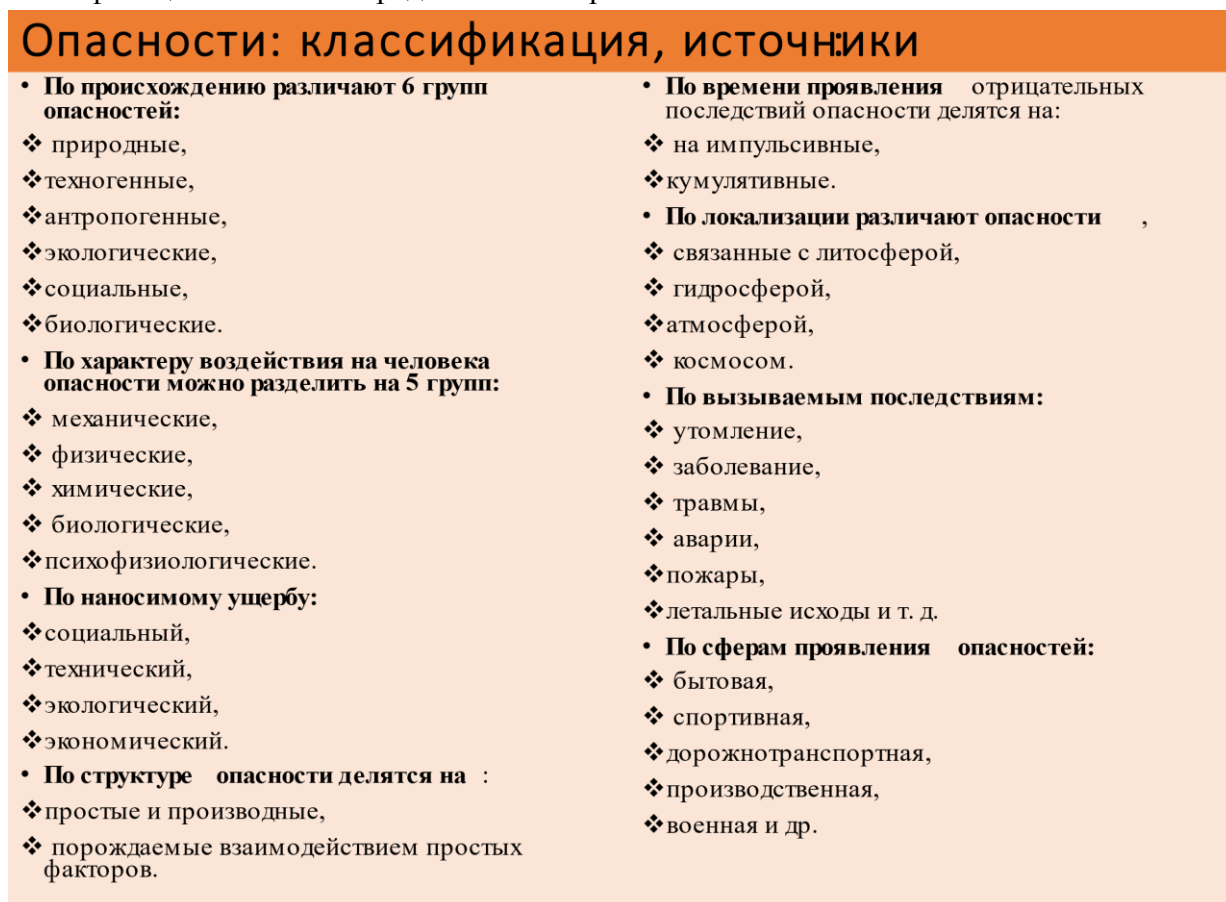 Опасности: классификация, источники
• По происхождению различают 6 групп
опасностей:
❖ природные,
❖техногенные,
❖антропогенные,
❖экологические,
❖социальные,
❖биологические.
• По характеру воздействия на человека
опасности можно разделить на 5 групп:
❖ механические,
❖ физические,
❖ химические,
❖ биологические,
❖психофизиологические.
• По наносимому ущербу:
❖социальный,
❖технический,
❖экологический,
❖экономический.
• По структуре опасности делятся на :
❖простые и производные,
❖ порождаемые взаимодействием простых
факторов.
• По времени проявления отрицательных
последствий опасности делятся на:
❖ на импульсивные,
❖кумулятивные.
• По локализации различают опасности ,
❖ связанные с литосферой,
❖ гидросферой,
❖атмосферой,
❖ космосом.
• По вызываемым последствиям:
❖ утомление,
❖ заболевание,
❖ травмы,
❖ аварии,
❖пожары,
❖летальные исходы и т. д.
• По сферам проявления опасностей:
❖ бытовая,
❖ спортивная,
❖дорожнотранспортная,
❖производственная,
❖военная и др.